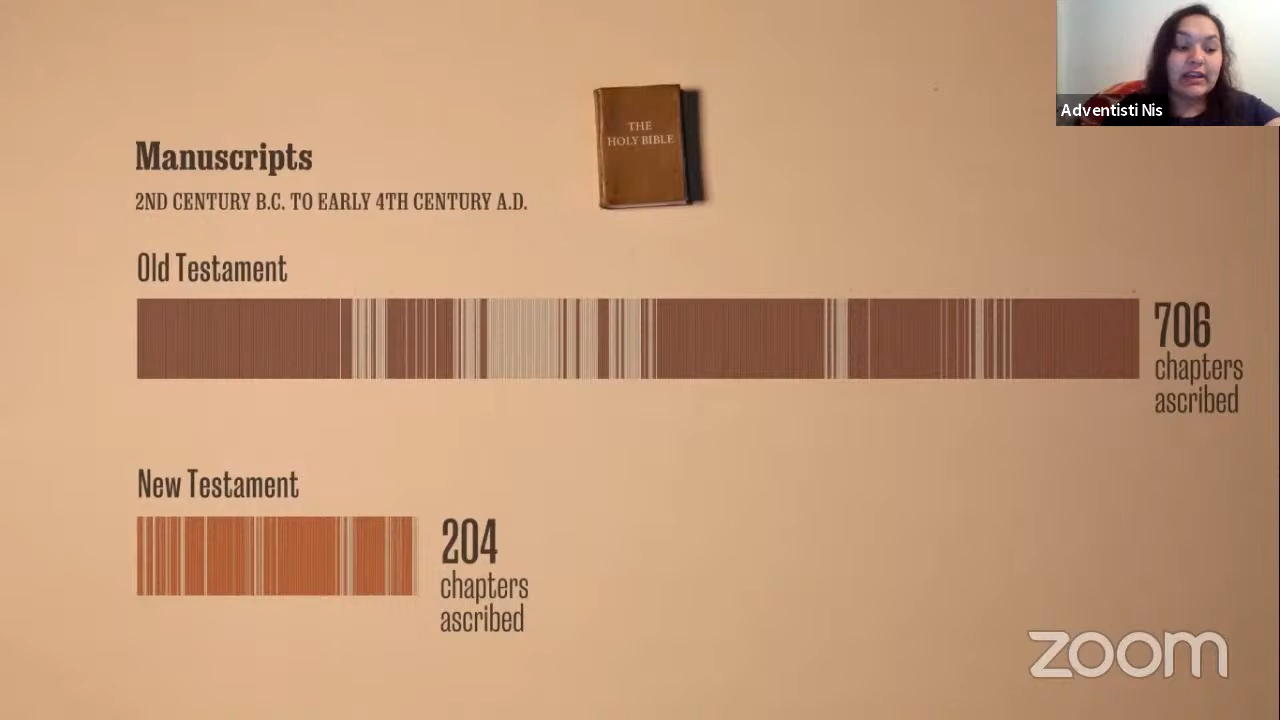 Adventisti Nis
THE
HOLY BIBLE
Manuscripts
2ND CENTURY B.C. TO EARLY 4TH CENTURY A.D.
Old Testament
706
chapters
ascribed
New Testament
204
chapters
ascribed
zoom